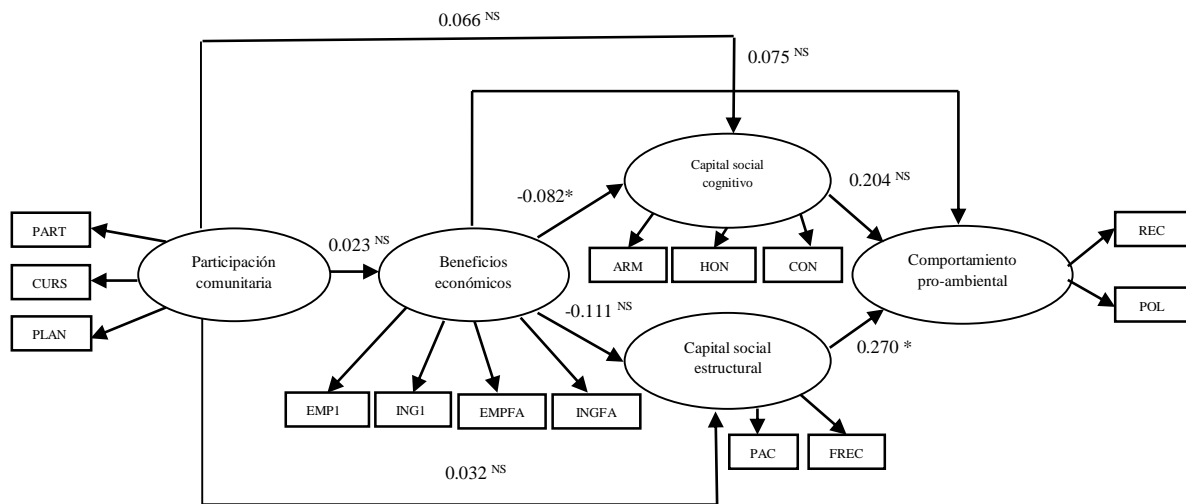 0.066 NS
0.075 NS
Capital social
cognitivo
0.204 NS
-0.082*
PART
CURS
PLAN
Participación
comunitaria
0.023 NS
Beneficios
económicos
ARM
HON
CON
Comportamiento
pro-ambiental
REC
POL
-0.111 NS
Capital social
estructural
0.270 *
EMP1
ING1
EMPFA
INGFA
PAC
FREC
0.032 NS